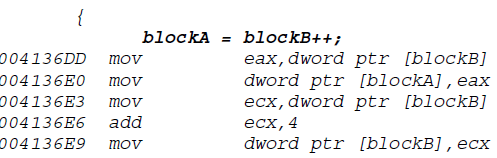 {
blockA = blockB++;
004136DD mov eax,dword ptr [blockB]
004136E0 mov dword ptr [blockA],eax
004136E3 mov ecx,dword ptr [blockB]
004136E6 add ecx,4
004136E9 mov dword ptr [blockB],ecx